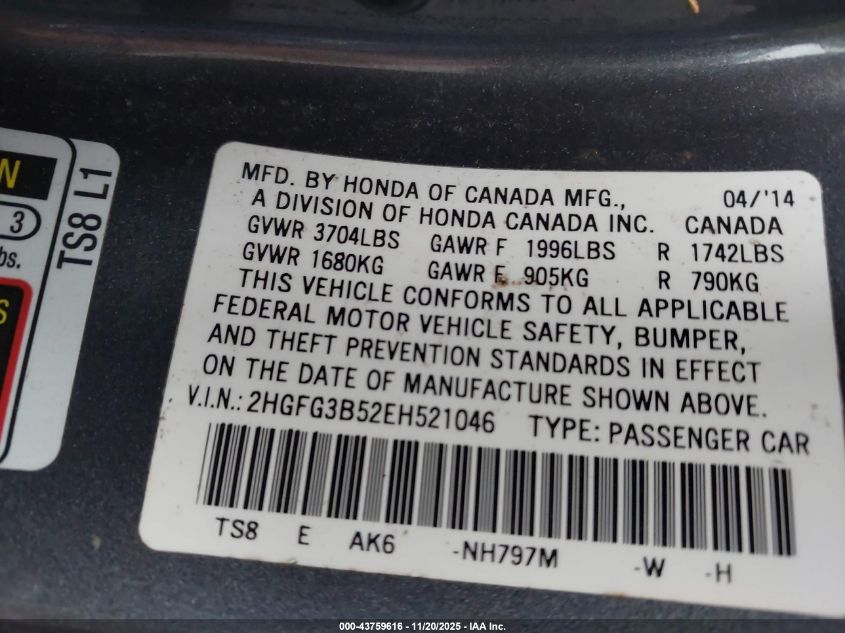 N
3
bs.
S
TS8 L1
MFD. BY HONDA OF CANADA MFG., 04/'14
A DIVISION OF HONDA CANADA INC. CANADA
GVWR 3704LBS GAWR F 1996LBS R 1742LBS
GVWR 1680KG GAWR F 905KG R 790KG
THIS VEHICLE CONFORMS TO ALL APPLICABLE
FEDERAL MOTOR VEHICLE SAFETY, BUMPER,
AND THEFT PREVENTION STANDARDS IN EFFECT
ON THE DATE OF MANUFACTURE SHOWN ABOVE.
V.I.N.: 2HGFG3B52EH521046 TYPE: PASSENGER CAR
TS8 E AK6 -NH797M -W -H
000-43759616 - 11/20/2025 - IAA Inc.